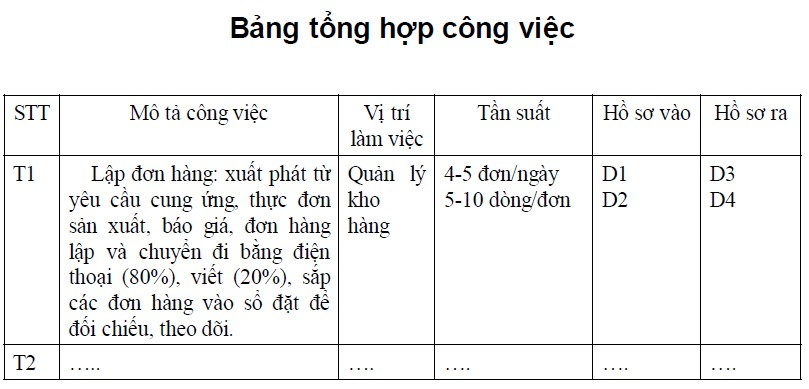 Bảng tổng hợp công việc
STT Mô tả công việc Vị trí làm việc Tần suất Hồ sơ vào Hồ sơ ra
T1 Lập đơn hàng: xuất phát từ Quản lý 4-5 đơn/ngày D1 D3
yêu cầu cung ứng, thực đơn kho 5-10 dòng/đơn D2 D4
sản xuất, báo giá, đơn hàng hàng
lập và chuyển đi bằng điện
thoại (80%), viết (20%), sắp
các đơn hàng vào sổ đặt để
đối chiếu, theo dõi.
T2 ….. …. …. …. ….